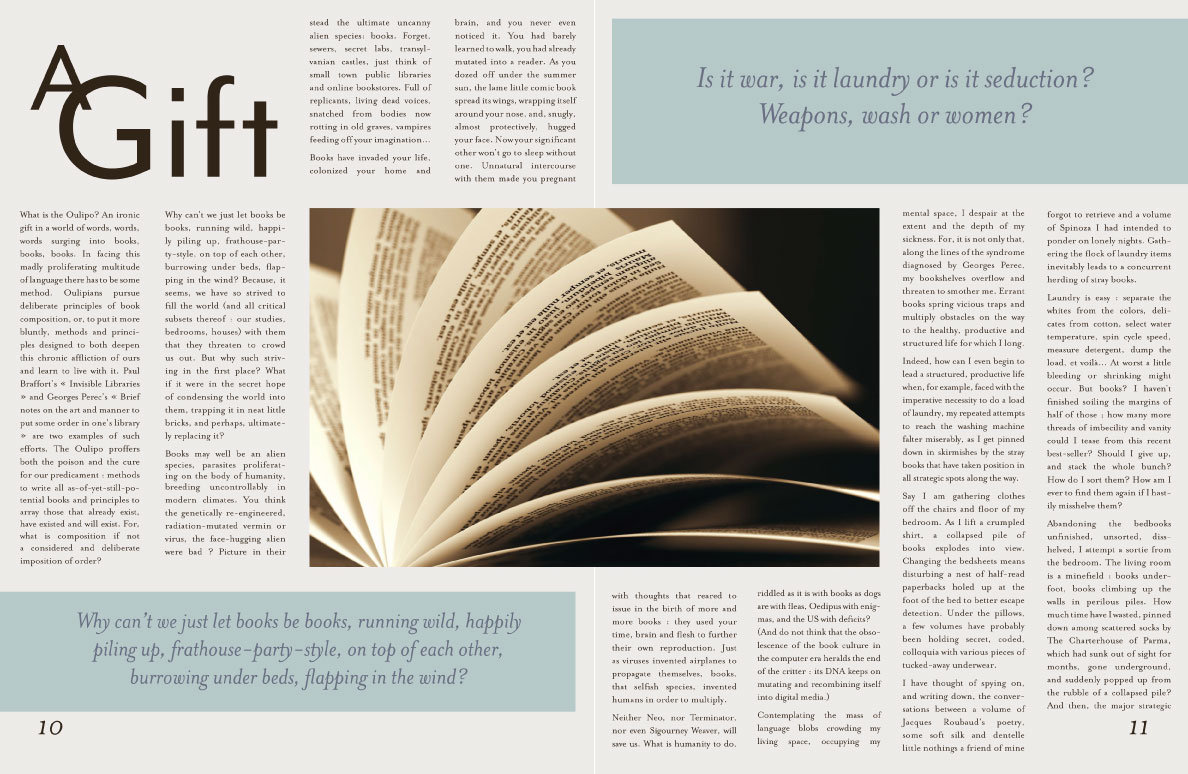 A
Gift
What is the Oulipo? An ironic
gift in a world of words, words,
words surging into books,
books, books. In facing this
madly proliferating multitude
of language there has to be some
method. Oulipians pursue
deliberate principles of book
composition, or, to put it more
bluntly, methods and princi-
ples designed to both deepen
this chronic affliction of ours
and learn to live with it. Paul
Braffort's « Invisible Libraries
» and Georges Perec's « Brief
notes on the art and manner to
put some order in one's library
» are two examples of such
efforts. The Oulipo proffers
both the poison and the cure
for our predicament : methods
to write all as-of-yet-still-po-
tential books and principles to
array those that already exist,
have existed and will exist. For,
what is composition if not
a considered and deliberate
imposition of order?
Why can't we just let books be
books, running wild, happi-
ly piling up, frathouse-par-
ty-style, on top of each other,
burrowing under beds, flap-
ping in the wind? Because, it
seems, we have so strived to
fill the world (and all critical
subsets thereof : our studies,
bedrooms, houses) with them
that they threaten to crowd
us out. But why such striv-
ing in the first place? What
if it were in the secret hope
of condensing the world into
them, trapping it in neat little
bricks, and perhaps, ultimate-
ly replacing it?
Books may well be an alien
species, parasites proliferat-
ing on the body of humanity,
breeding uncontrollably in
modern climates. You think
the genetically re-engineered,
radiation-mutated vermin or
virus, the face-hugging alien
were bad ? Picture in their
stead the ultimate uncanny
alien species: books. Forget,
sewers, secret labs, transyl-
vanian castles, just think of
small town public libraries
and online bookstores. Full of
replicants, living dead voices,
snatched from bodies now
rotting in old graves, vampires
feeding off your imagination...
Books have invaded your life,
colonized your home and
brain, and you never even
noticed it. You had barely
learned to walk, you had already
mutated into a reader. As you
dozed off under the summer
sun, the lame little comic book
spread its wings, wrapping itself
around your nose, and, snugly,
almost protectively, hugged
your face. Now your significant
other won't go to sleep without
one. Unnatural intercourse
with them made you pregnant
Why can't we just let books be books, running wild, happily
piling up, frathouse-party-style, on top of each other,
burrowing under beds, flapping in the wind?
10
Is it war, is it laundry or is it seduction?
Weapons, wash or women?
with thoughts that reared to
issue in the birth of more and
more books : they used your
time, brain and flesh to further
their own reproduction. Just
as viruses invented airplanes to
propagate themselves, books,
that selfish species, invented
humans in order to multiply.
Neither Neo, nor Terminator,
nor even Sigourney Weaver, will
save us. What is humanity to do,
riddled as it is with books as dogs
are with fleas, Oedipus with enig-
mas, and the US with deficits?
(And do not think that the obso-
lescence of the book culture in
the computer era heralds the end
of the critter : its DNA keeps on
mutating and recombining itself
into digital media.)
Contemplating the mass of
language blobs crowding my
living space, occupying my
mental space, I despair at the
extent and the depth of my
sickness. For, it is not only that,
along the lines of the syndrome
diagnosed by Georges Perec,
my bookshelves overflow and
threaten to smother me. Errant
books spring vicious traps and
multiply obstacles on the way
to the healthy, productive and
structured life for which I long.
Indeed, how can I even begin to
lead a structured, productive life
when, for example, faced with the
imperative necessity to do a load
of laundry, my repeated attempts
to reach the washing machine
falter miserably, as I get pinned
down in skirmishes by the stray
books that have taken position in
all strategic spots along the way.
Say I am gathering clothes
off the chairs and floor of my
bedroom. As I lift a crumpled
shirt, a collapsed pile of
books explodes into view.
Changing the bedsheets means
disturbing a nest of half-read
paperbacks holed up at the
foot of the bed to better escape
detection. Under the pillows,
a few volumes have probably
been holding secret, coded,
colloquia with various pieces of
tucked-away underwear.
I have thought of spying on,
and writing down, the conver-
sations between a volume of
Jacques Roubaud's poetry,
some soft silk and dentelle
little nothings a friend of mine
forgot to retrieve and a volume
of Spinoza I had intended to
ponder on lonely nights. Gath-
ering the flock of laundry items
inevitably leads to a concurrent
herding of stray books.
Laundry is easy : separate the
whites from the colors, deli-
cates from cotton, select water
temperature, spin cycle speed,
measure detergent, dump the
load, et voilà... At worst a little
bleeding or shrinking might
occur. But books? I haven't
finished soiling the margins of
half of those ; how many more
threads of imbecility and vanity
could I tease from this recent
best-seller? Should I give up,
and stack the whole bunch?
How do I sort them? How am I
ever to find them again if I hast-
ily misshelve them?
Abandoning the bedbooks
unfinished, unsorted, diss-
helved, I attempt a sortie from
the bedroom. The living room
is a minefield : books under-
foot, books climbing up the
walls in perilous piles. How
much time have I wasted, pinned
down among scattered socks by
The Charterhouse of Parma,
which had sunk out of sight for
months, gone underground,
and suddenly popped up from
the rubble of a collapsed pile?
And then, the major strategic
11